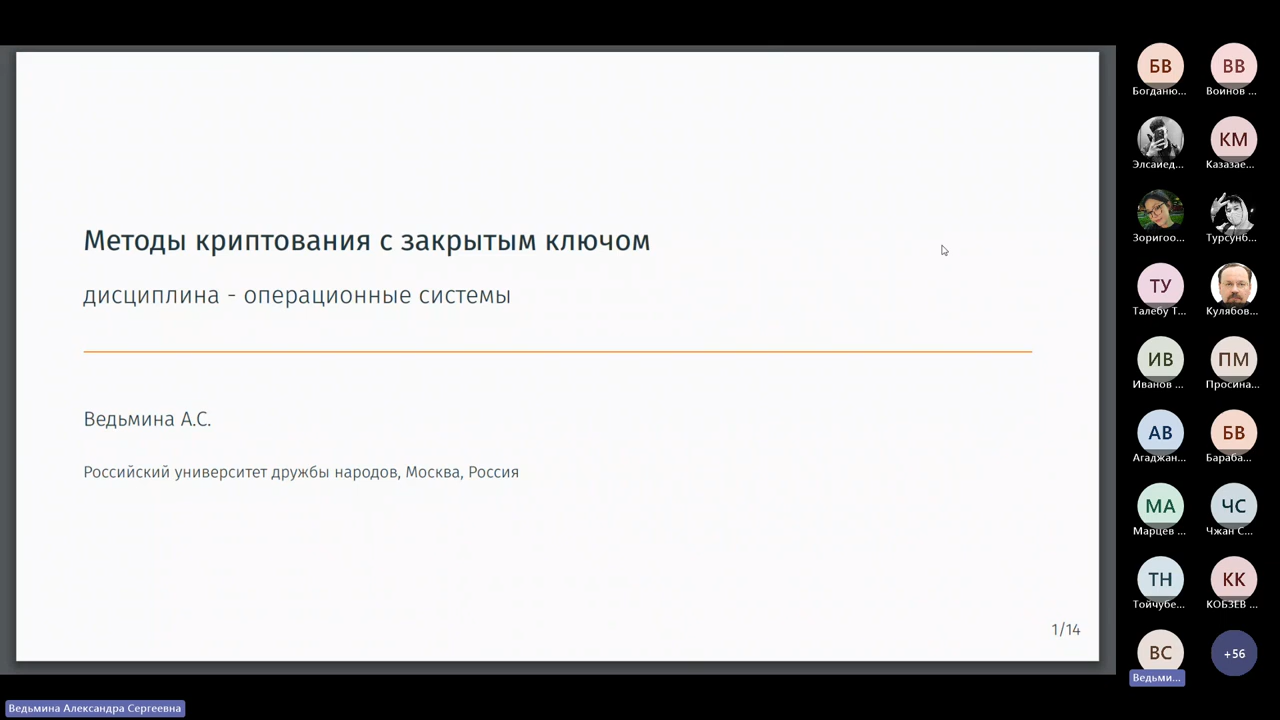 Методы криптования с закрытым ключом
дисциплина - операционные системы
Ведьмина А.С.
Российский университет дружбы народов, Москва, Россия
1/14
БВ
Богданю...
ВВ
Воинов ...
Элсаиед...
КМ
Казазае...
Зоригоо...
Турсунб...
ТУ
Талебу Т...
Кулябов...
ИВ
Иванов ...
ПМ
Просина...
АВ
Агаджан...
БВ
Бараба...
МА
Марцев ...
ЧС
Чжан С...
ТН
Тойчубе...
КК
КОБЗЕВ ...
ВС
Ведьми...
+56
Ведьмина Александра Сергеевна